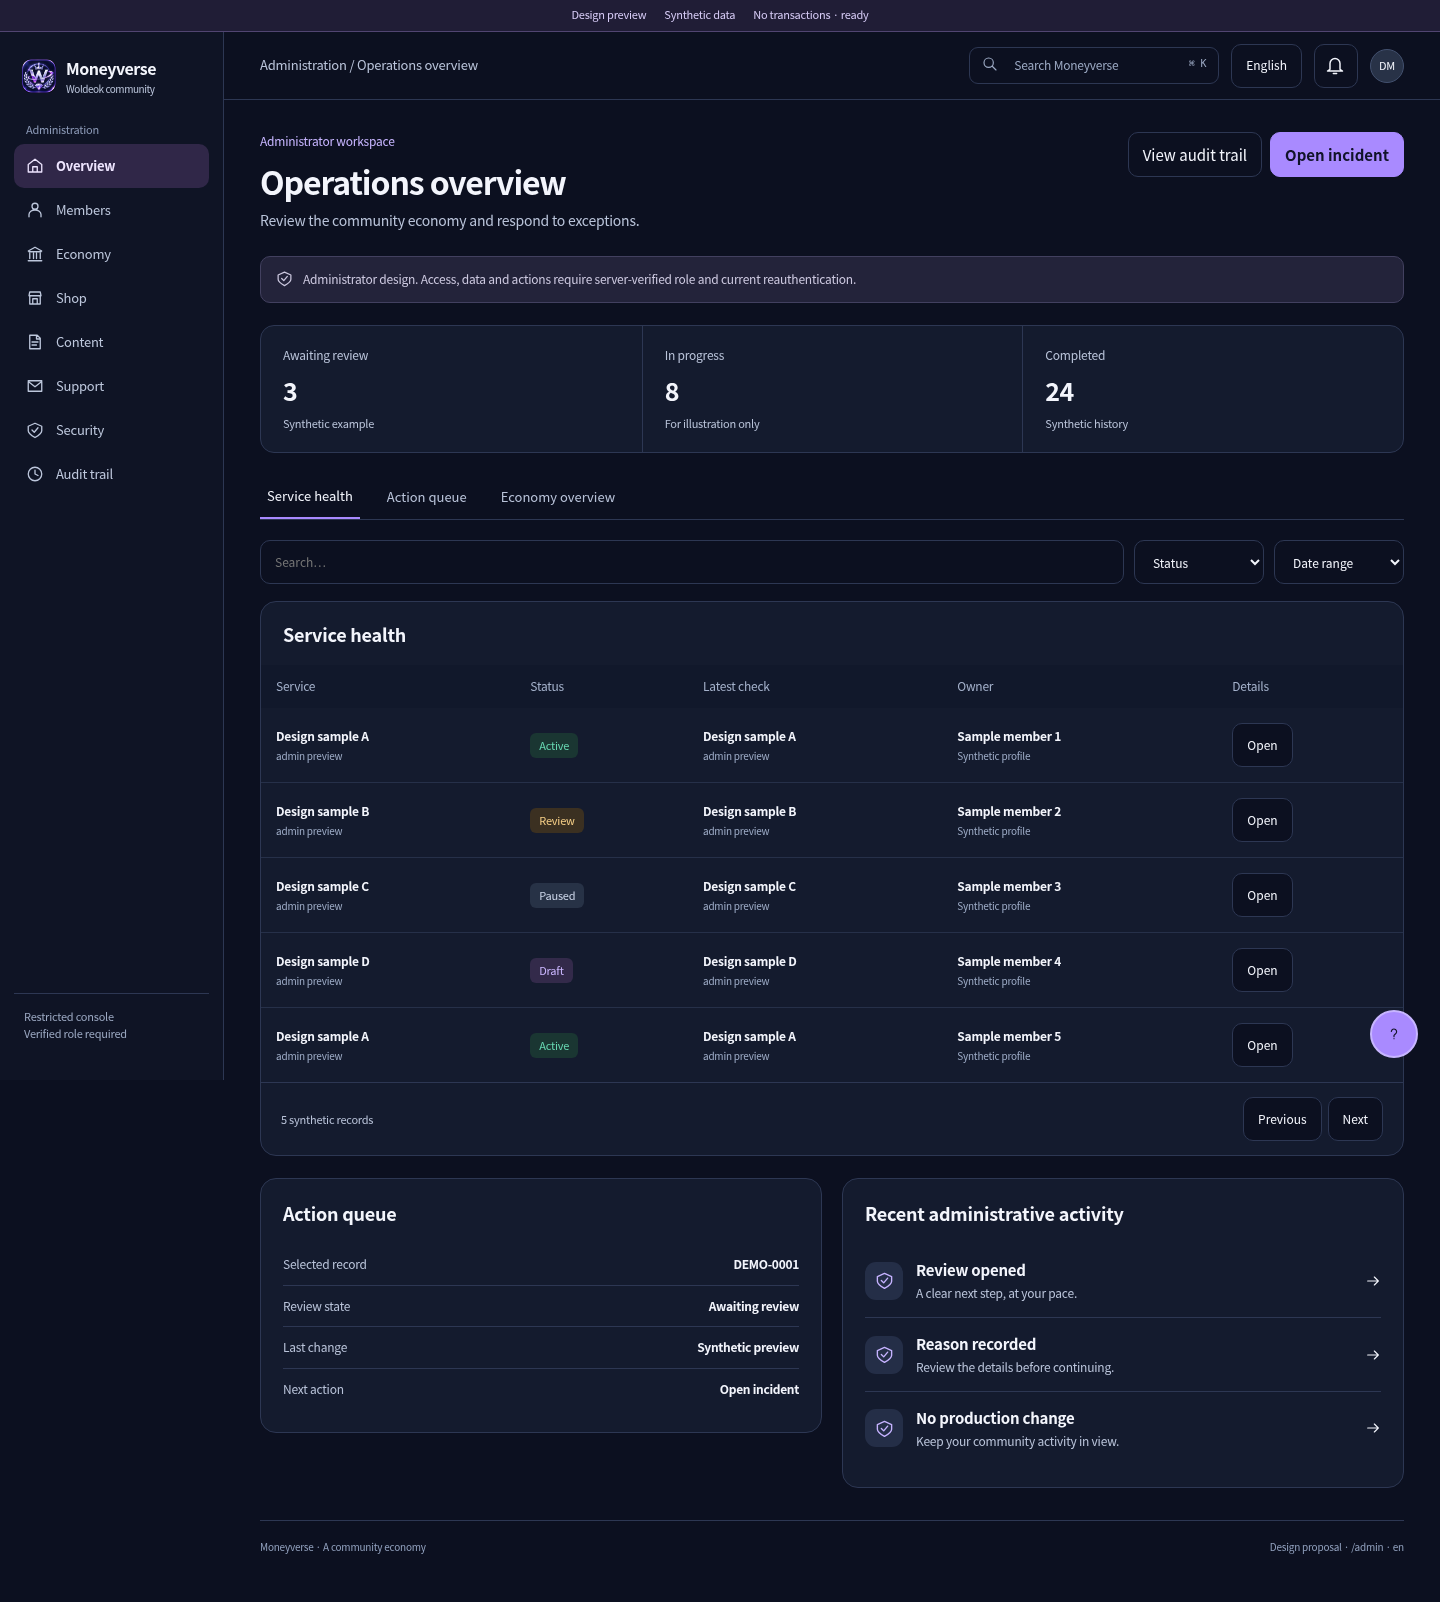 Design preview Synthetic data No transactions · ready
Moneyverse
Woldeok community
Administration
Overview
Members
Economy
Shop
Content
Support
Security
Audit trail
Restricted console
Verified role required
Administration / Operations overview
Search Moneyverse ⌘ K
English
DM
Administrator workspace
Operations overview
Review the community economy and respond to exceptions.
View audit trail
Open incident
Administrator design. Access, data and actions require server-verified role and current reauthentication.
Awaiting review
3
Synthetic example
In progress
8
For illustration only
Completed
24
Synthetic history
Service health Action queue Economy overview
Search…
Status
Date range
Service health
Service Status Latest check Owner Details
Design sample A Active Design sample A Sample member 1 Open
admin preview admin preview Synthetic profile
Design sample B Review Design sample B Sample member 2 Open
admin preview admin preview Synthetic profile
Design sample C Paused Design sample C Sample member 3 Open
admin preview admin preview Synthetic profile
Design sample D Draft Design sample D Sample member 4 Open
admin preview admin preview Synthetic profile
Design sample A Active Design sample A Sample member 5 Open
admin preview admin preview Synthetic profile
?
5 synthetic records
Previous Next
Action queue
Selected record DEMO-0001
Review state Awaiting review
Last change Synthetic preview
Next action Open incident
Recent administrative activity
Review opened
A clear next step, at your pace.
Reason recorded
Review the details before continuing.
No production change
Keep your community activity in view.
Moneyverse · A community economy
Design proposal · /admin · en